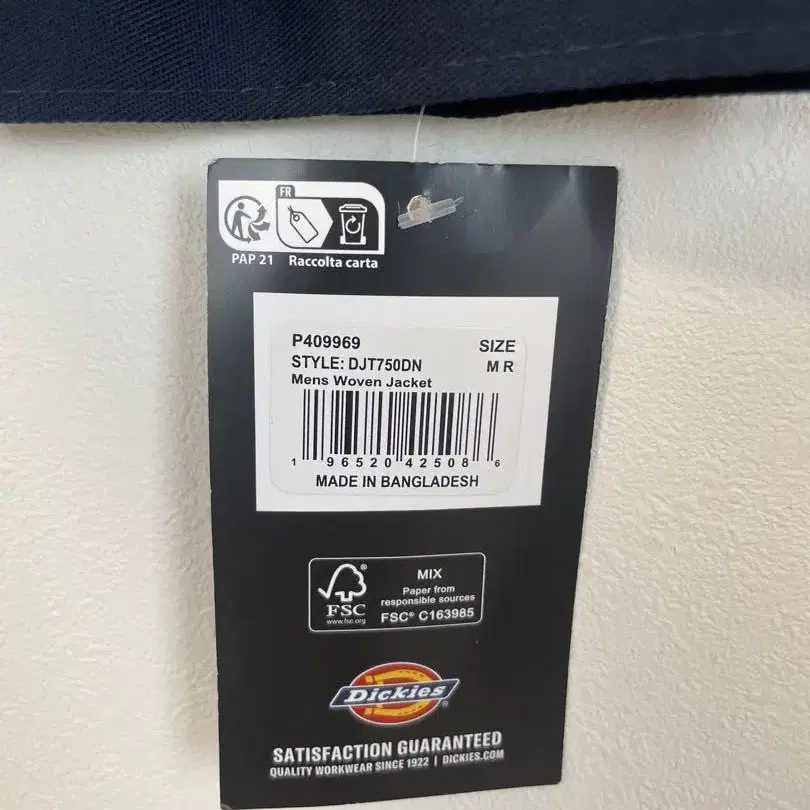 FR
PAP 21 Raccolta carta
P409969
SIZE
STYLE: DJT750DN
M R
Mens Woven Jacket
1 96520 42508 6
MADE IN BANGLADESH
MIX
Paper from
responsible sources
FSC® C163985
FSC
www.fsc.org
Dickies®
SATISFACTION GUARANTEED
QUALITY WORKWEAR SINCE 1922 | DICKIES.COM